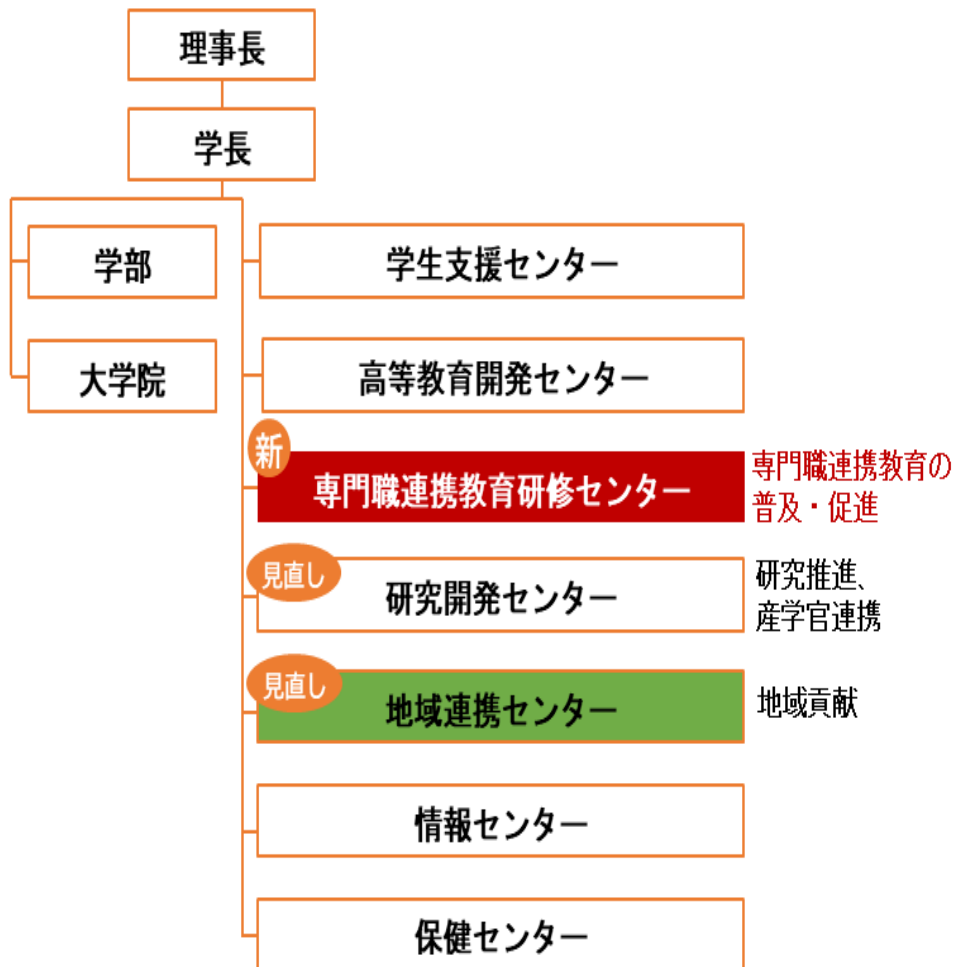 理事長
学長
学部
学生支援センター
大学院
高等教育開発センター
新
専門職連携教育研修センター
専門職連携教育の
普及・促進
見直し
研究開発センター
研究推進、
産学官連携
見直し
地域連携センター
地域貢献
情報センター
保健センター